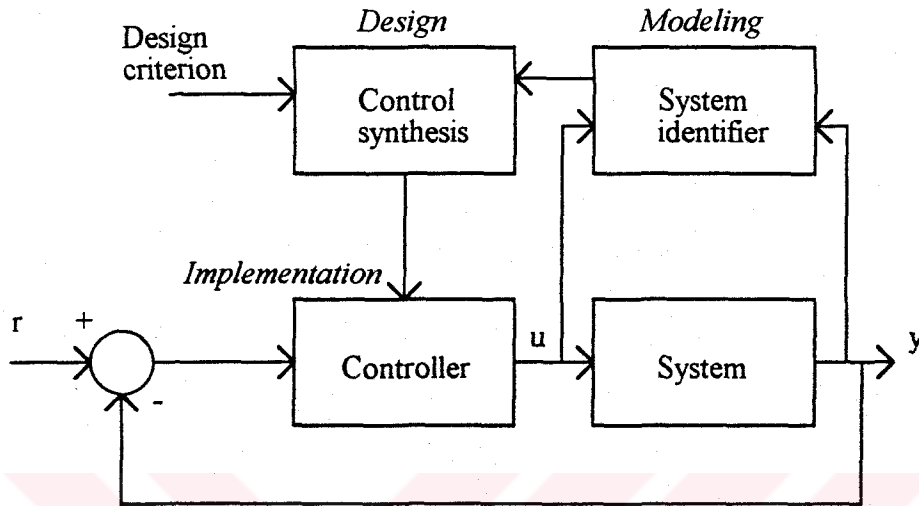 Design
Modeling
Design
criterion
Control
synthesis
System
identifier
Implementation
r
+
-
Controller
u
System
y